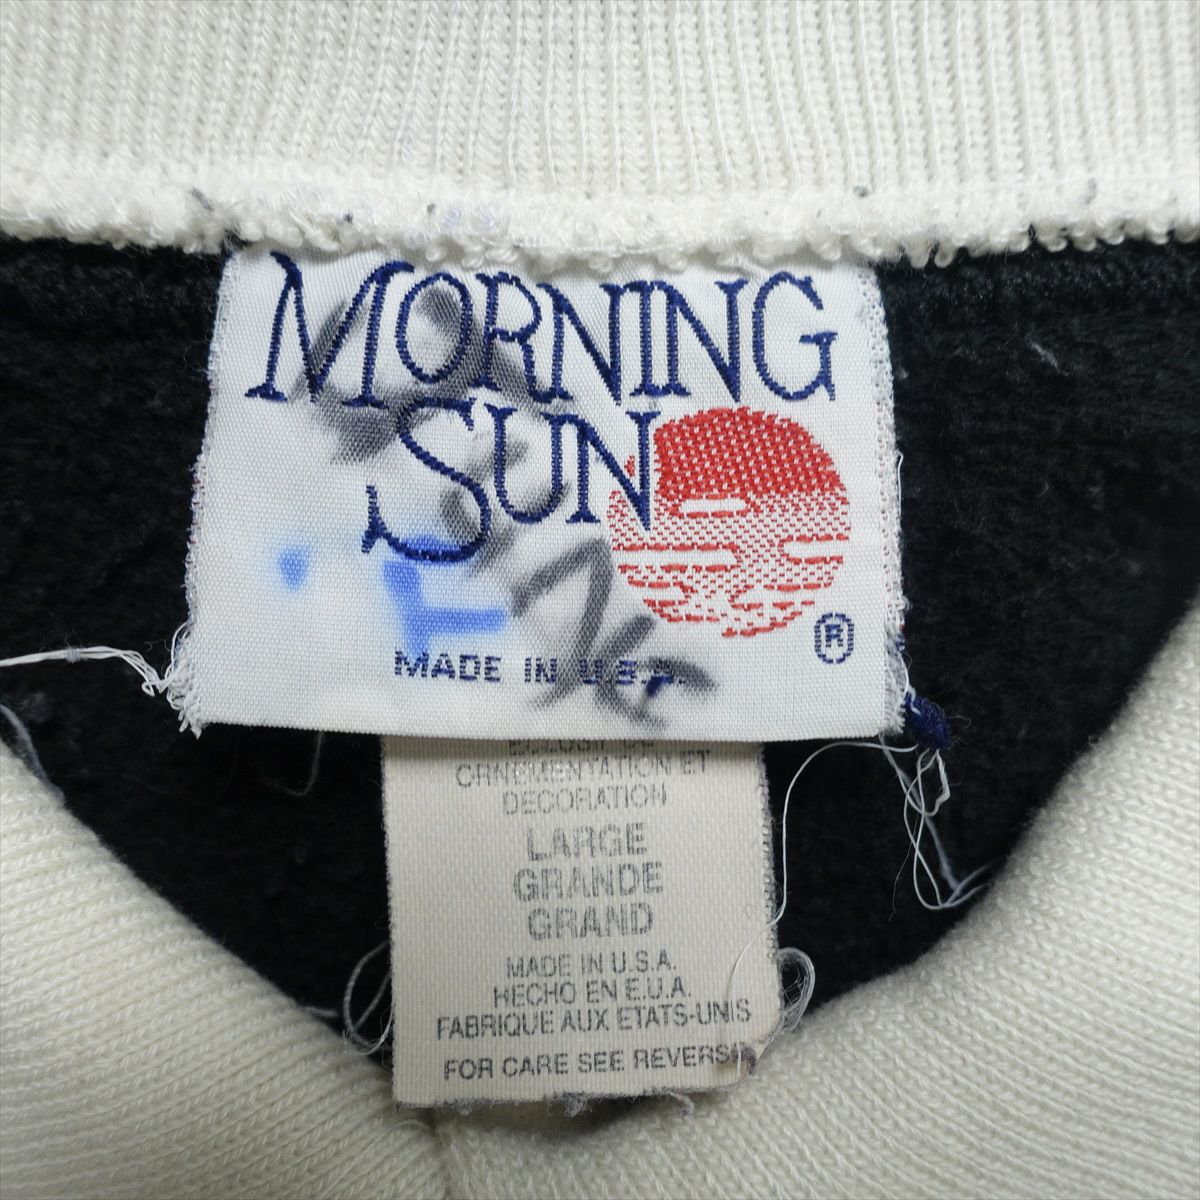 MORNING
SUN
®
MADE IN U.S.A.
ORNEMENTATION ET
DECORATION
LARGE
GRANDE
GRAND
MADE IN U.S.A.
HECHO EN E.U.A.
FABRIQUE AUX ETATS-UNIS
FOR CARE SEE REVERSE